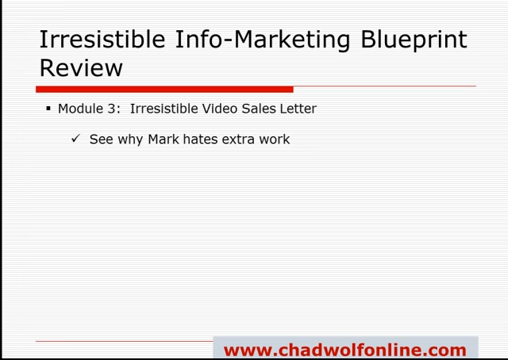 Irresistible Info-Marketing Blueprint
Review
▪ Module 3: Irresistible Video Sales Letter
✓ See why Mark hates extra work
www.chadwolfonline.com